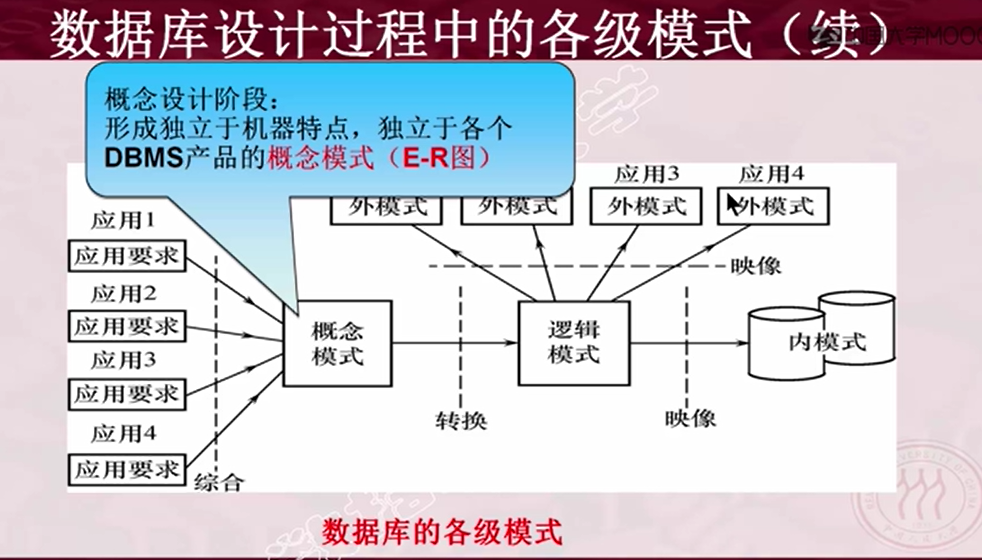 数据库设计过程中的各级模式（续）
概念设计阶段：
形成独立于机器特点，独立于各个
DBMS产品的概念模式（E-R图）
应用3
应用4
外模式
外模式
外模式
外模式
应用1
应用要求
映像
应用2
应用要求
概念
模式
逻辑
模式
内模式
应用3
应用要求
转换
映像
应用4
应用要求
综合
数据库的各级模式